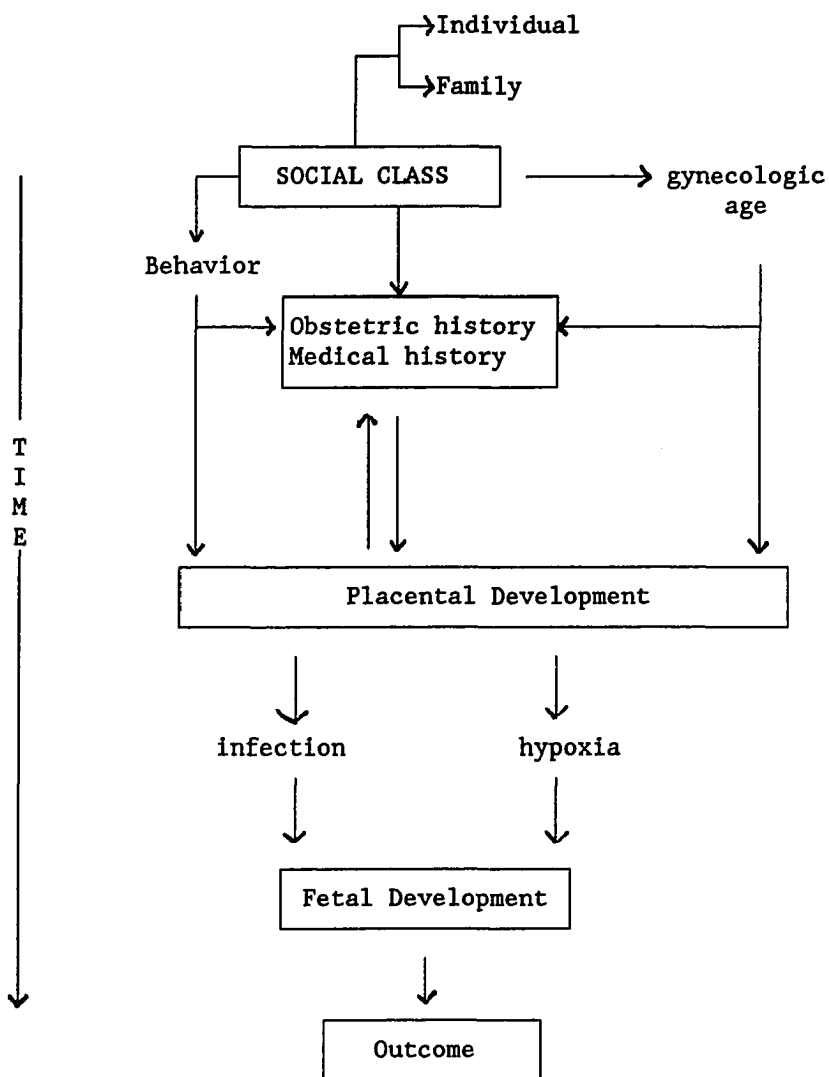 Individual
Family
SOCIAL CLASS
gynecologic
age
Behavior
Obstetric history
Medical history
T
I
M
E
Placental Development
infection
hypoxia
Fetal Development
Outcome